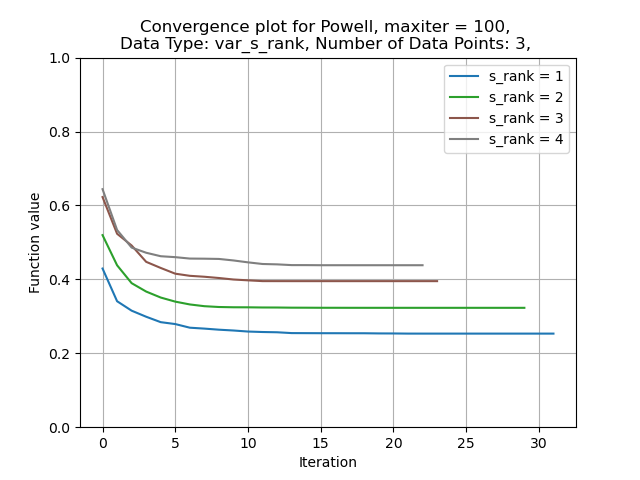 Convergence plot for Powell, maxiter = 100,
Data Type: var_s_rank, Number of Data Points: 3,
1.0
0.8
0.6
0.4
0.2
0.0
Function value
s_rank = 1
s_rank = 2
s_rank = 3
s_rank = 4
0 5 10 15 20 25 30
Iteration